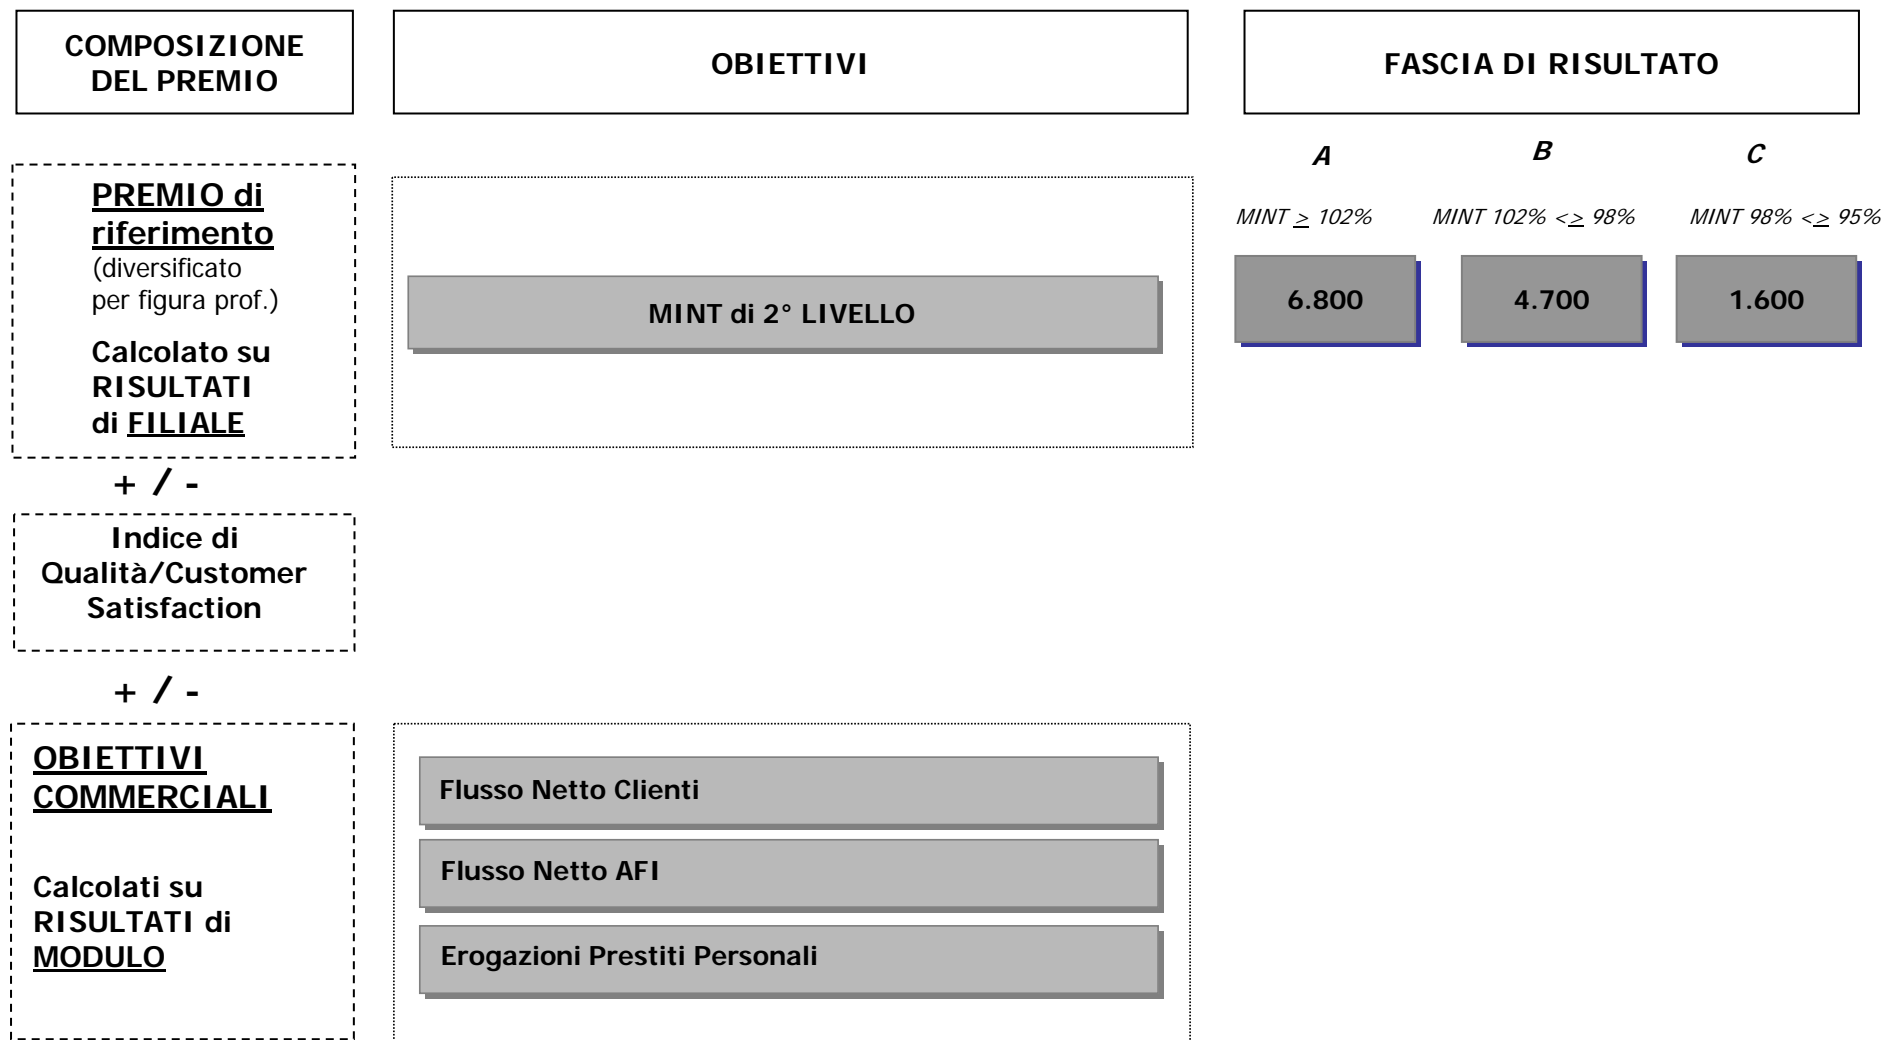 COMPOSIZIONE
DEL PREMIO
OBIETTIVI
FASCIA DI RISULTATO
A
B
C
MINT ≥ 102%
MINT 102% <≥ 98%
MINT 98% <≥ 95%
PREMIO di
riferimento
(diversificato
per figura prof.)
Calcolato su
RISULTATI
di FILIALE
MINT di 2° LIVELLO
6.800
4.700
1.600
+ / -
Indice di
Qualità/Customer
Satisfaction
+ / -
OBIETTIVI
COMMERCIALI
Calcolati su
RISULTATI di
MODULO
Flusso Netto Clienti
Flusso Netto AFI
Erogazioni Prestiti Personali